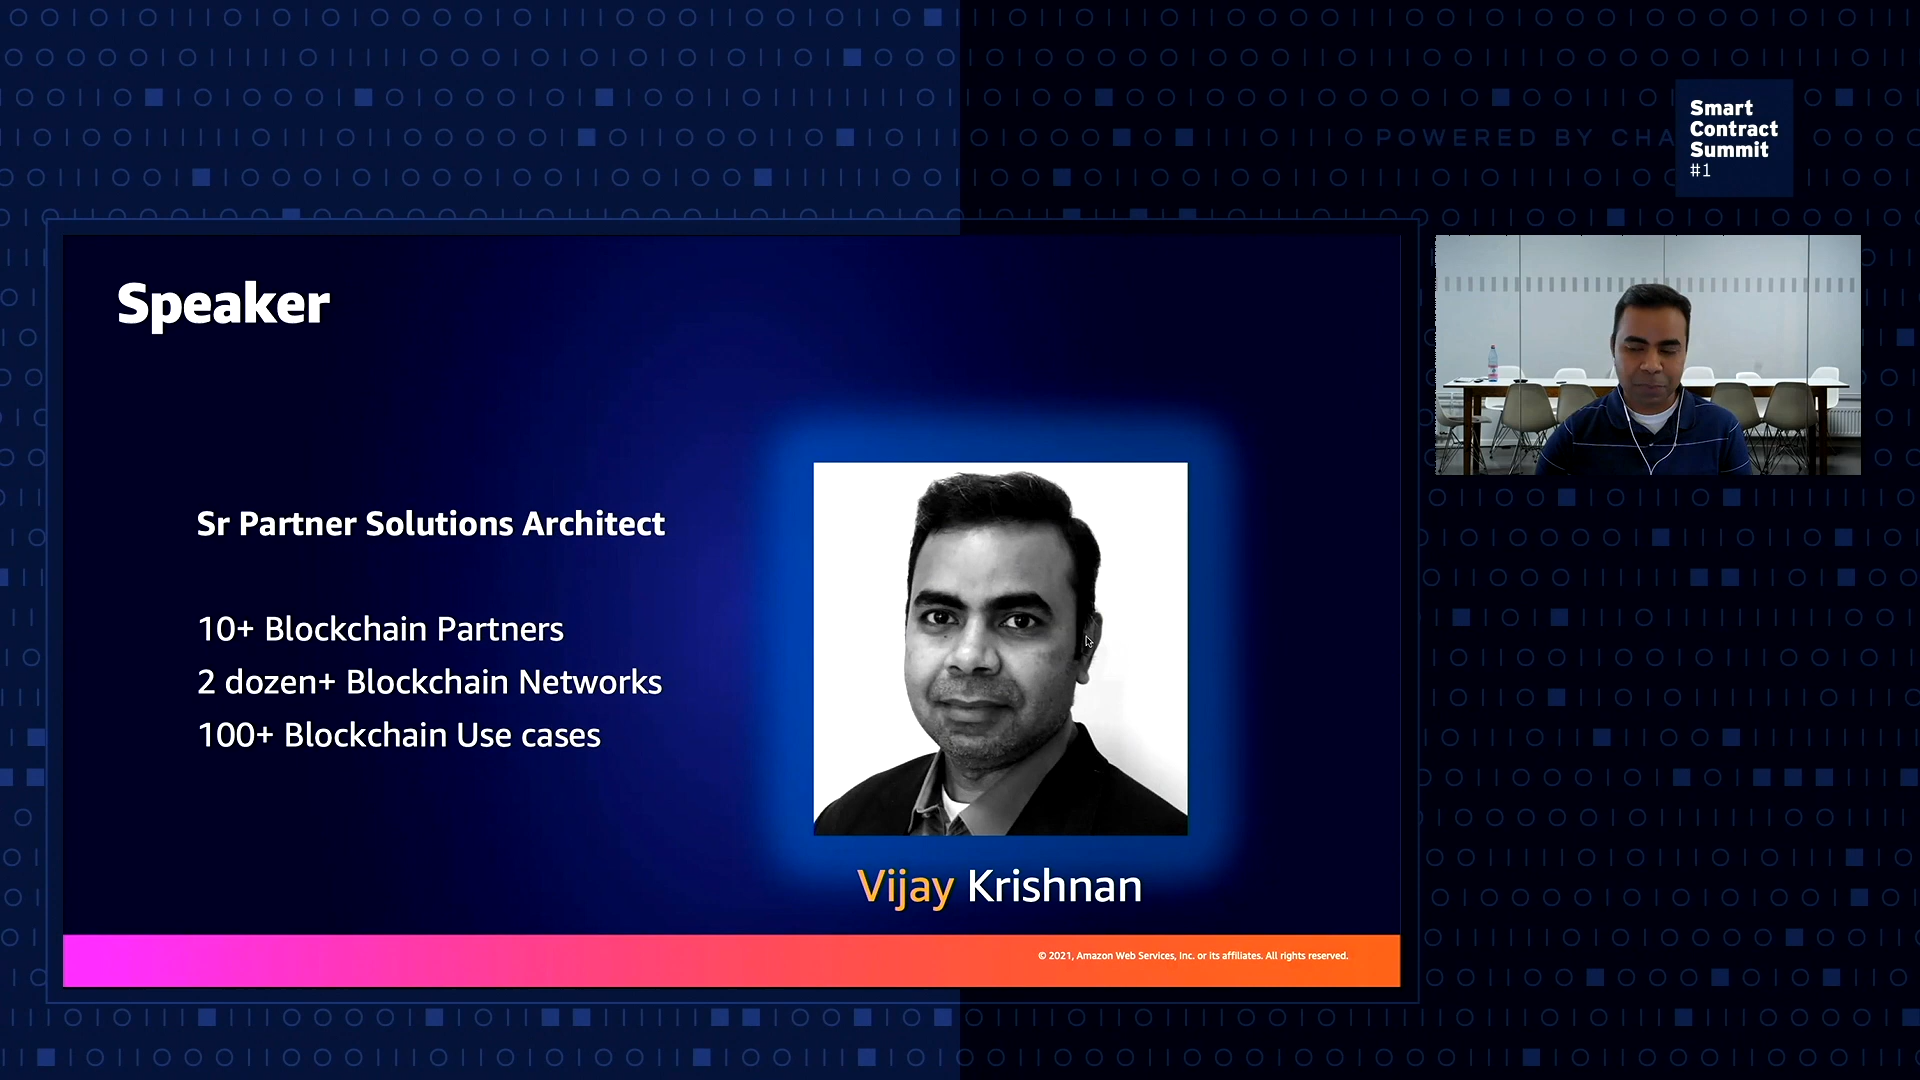 POWERED BY CHA
Smart
Contract
Summit
#1
Speaker
Sr Partner Solutions Architect
10+ Blockchain Partners
2 dozen+ Blockchain Networks
100+ Blockchain Use cases
Vijay Krishnan
© 2021, Amazon Web Services, Inc. or its affiliates. All rights reserved.